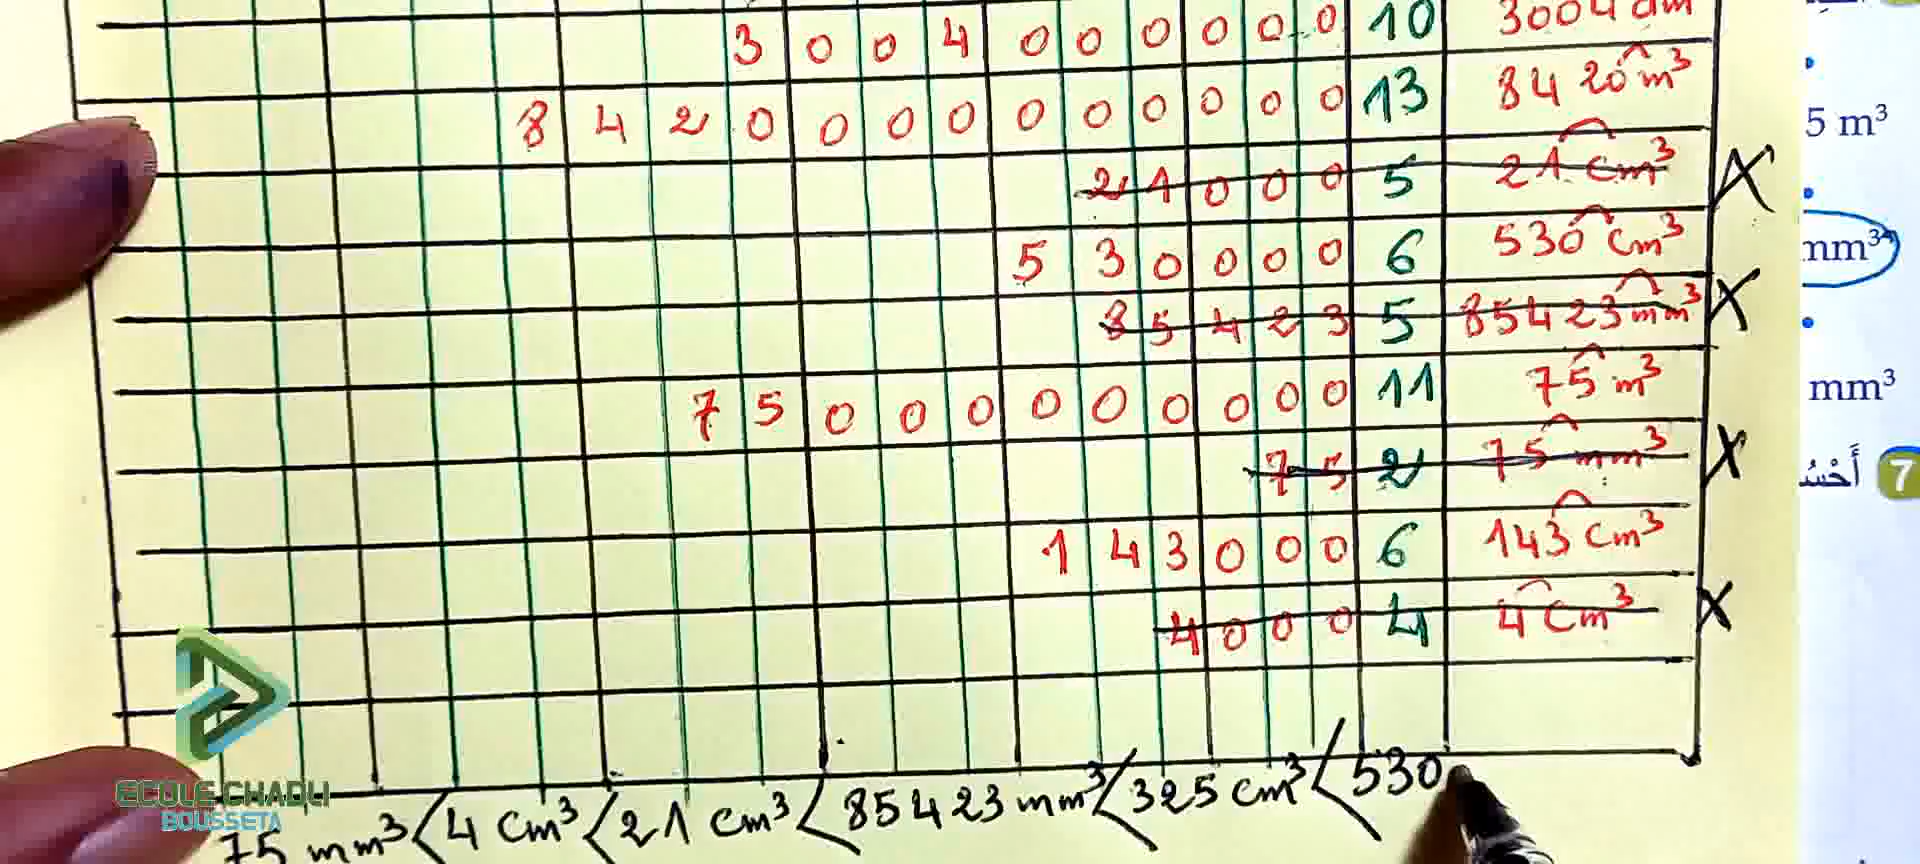 3 0 0 4 0 0 0 0 0 0 10 3004 dm
8 4 2 0 0 0 0 0 0 0 0 0 0 13 8420 m³
5 m³
2 1 0 0 0 5 21 cm³ X
5 3 0 0 0 0 6 530 cm³
mm³
8 5 4 2 3 5 85423 mm³ X
7 5 0 0 0 0 0 0 0 0 0 11 75 m³
mm³
7 5 2 75 mm³ X
7 أَحْسُ
1 4 3 0 0 0 6 143 cm³
4 0 0 0 4 4 cm³ X
75 mm³ < 4 cm³ < 21 cm³ < 85423 mm³ < 325 cm³ < 530
ECOLE CHADLI
BOUSSETA